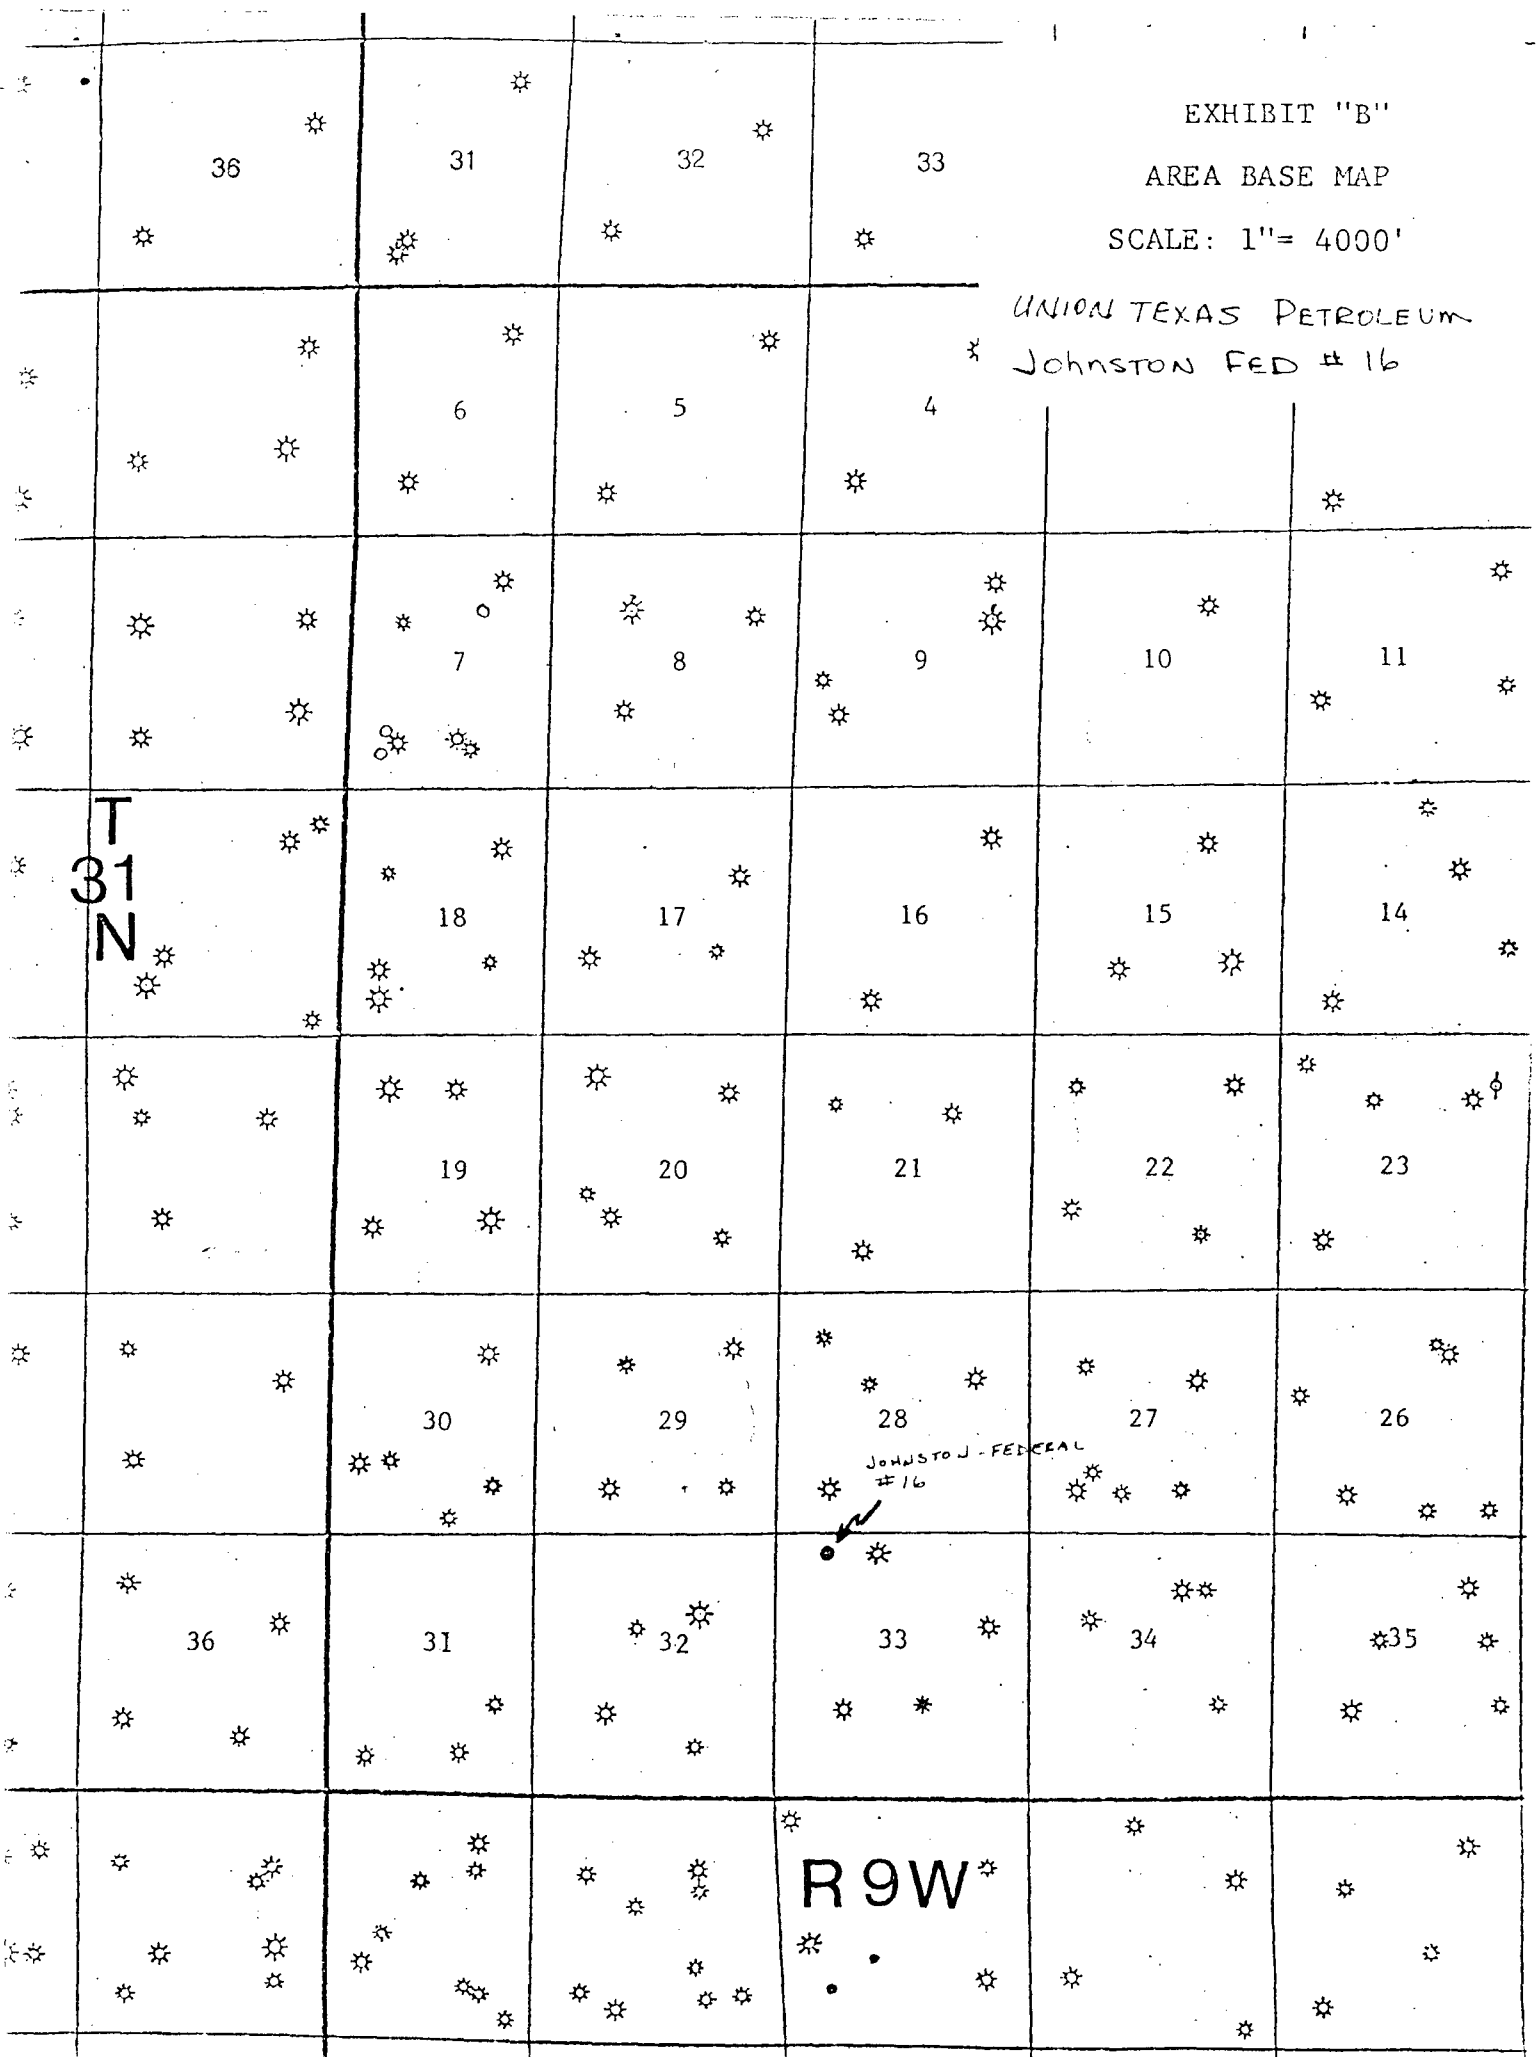 EXHIBIT "B"
AREA BASE MAP
SCALE: 1"= 4000'
UNION TEXAS PETROLEUM
JOHNSTON FED # 16
36 31 32 33
6 5 4
7 8 9 10 11
T
31
N
18 17 16 15 14
19 20 21 22 23
30 29 28 27 26
JOHNSTON-FEDERAL
#16
36 31 32 33 34 35
R 9 W